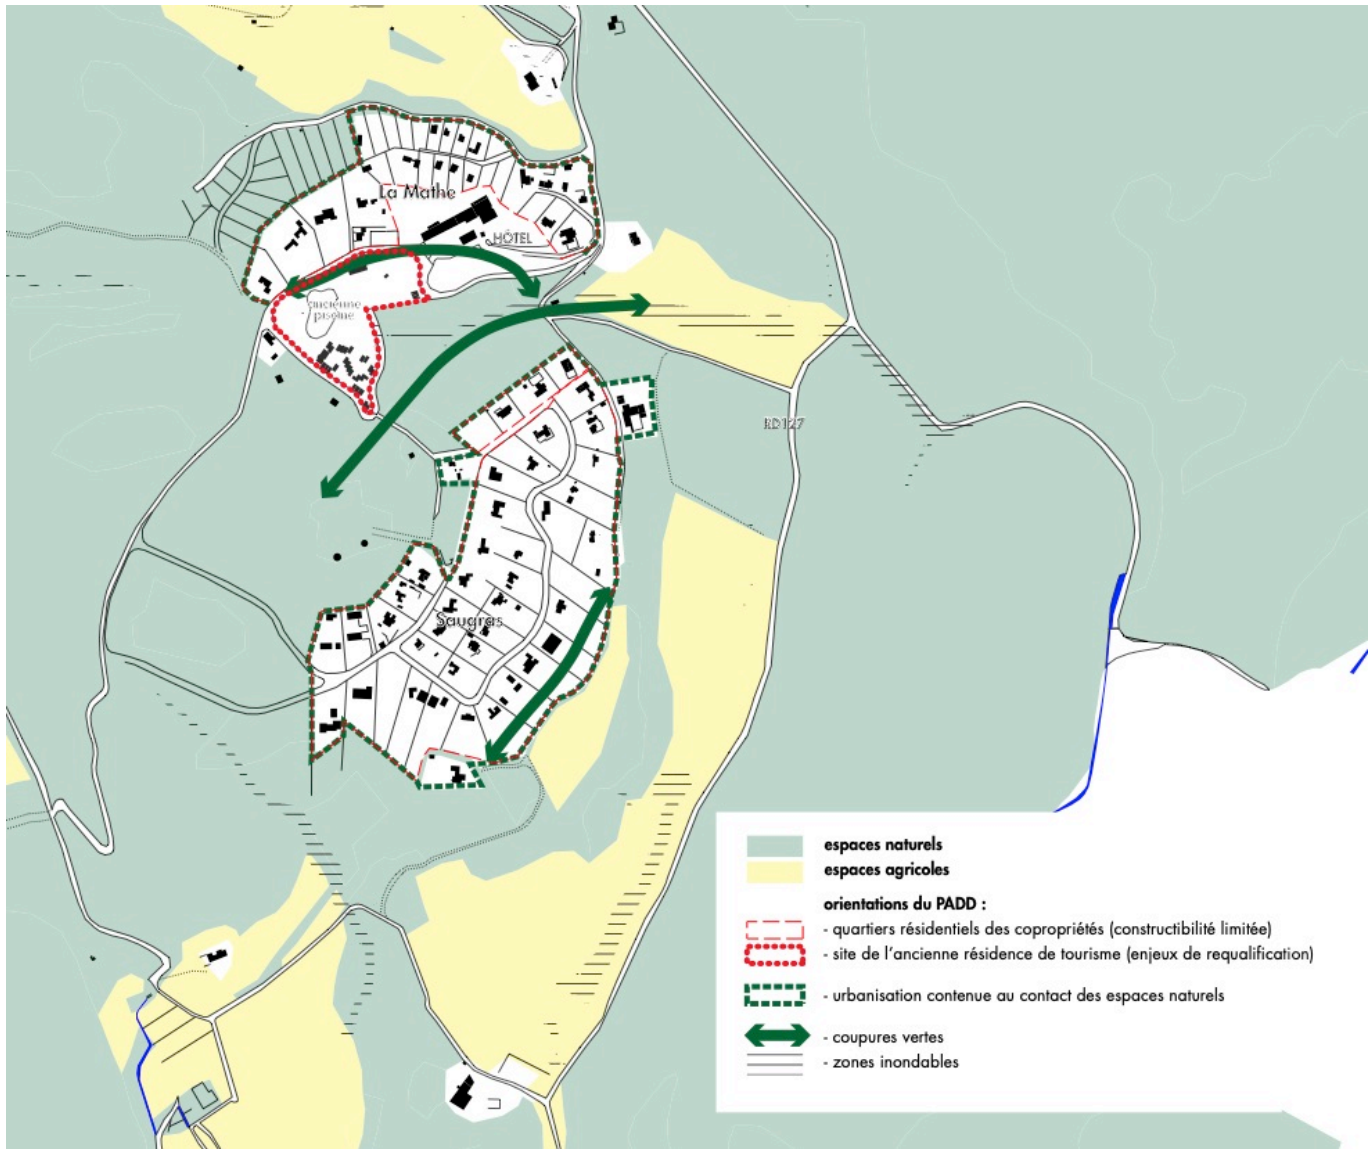 La Mathe
HÔTEL
ancienne
piscine
RD127
Saugras
espaces naturels
espaces agricoles
orientations du PADD :
- quartiers résidentiels des copropriétés (constructibilité limitée)
- site de l'ancienne résidence de tourisme (enjeux de requalification)
- urbanisation contenue au contact des espaces naturels
- coupures vertes
- zones inondables